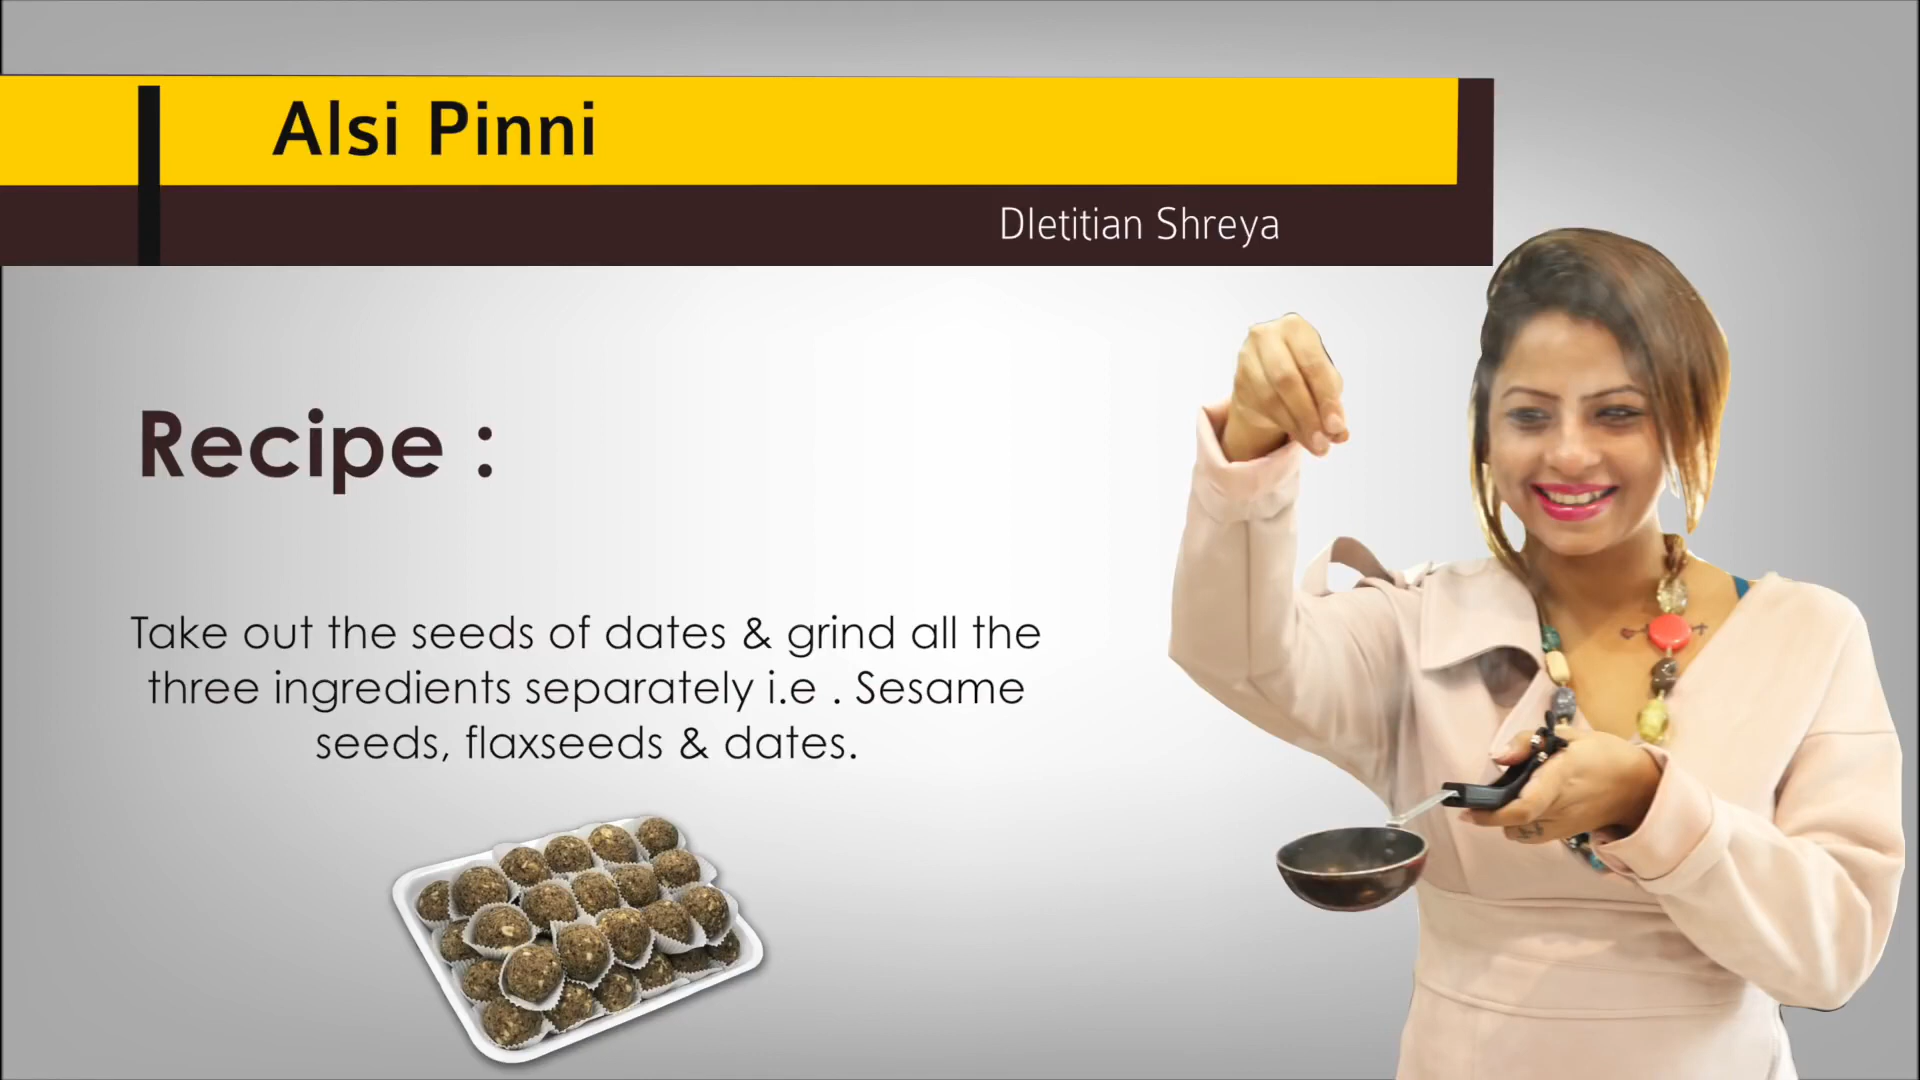 Alsi Pinni
DIetitian Shreya
Recipe :
Take out the seeds of dates & grind all the
three ingredients separately i.e . Sesame
seeds, flaxseeds & dates.